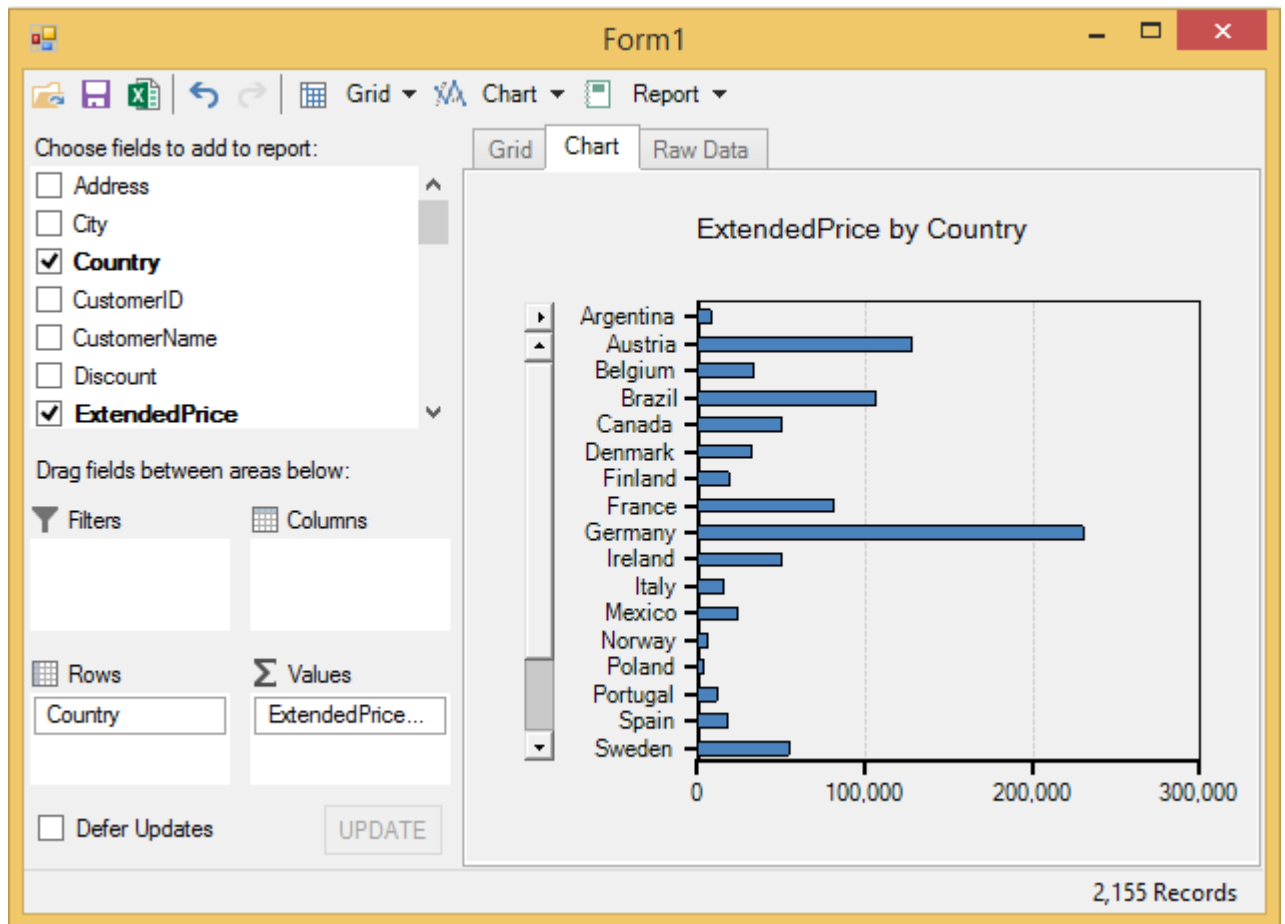 Form1
Grid Chart Report
Choose fields to add to report:
Address
City
Country
CustomerID
CustomerName
Discount
ExtendedPrice
Drag fields between areas below:
Filters Columns
Rows Values
Country ExtendedPrice...
Defer Updates UPDATE
Grid Chart Raw Data
ExtendedPrice by Country
Argentina
Austria
Belgium
Brazil
Canada
Denmark
Finland
France
Germany
Ireland
Italy
Mexico
Norway
Poland
Portugal
Spain
Sweden
0 100,000 200,000 300,000
2,155 Records